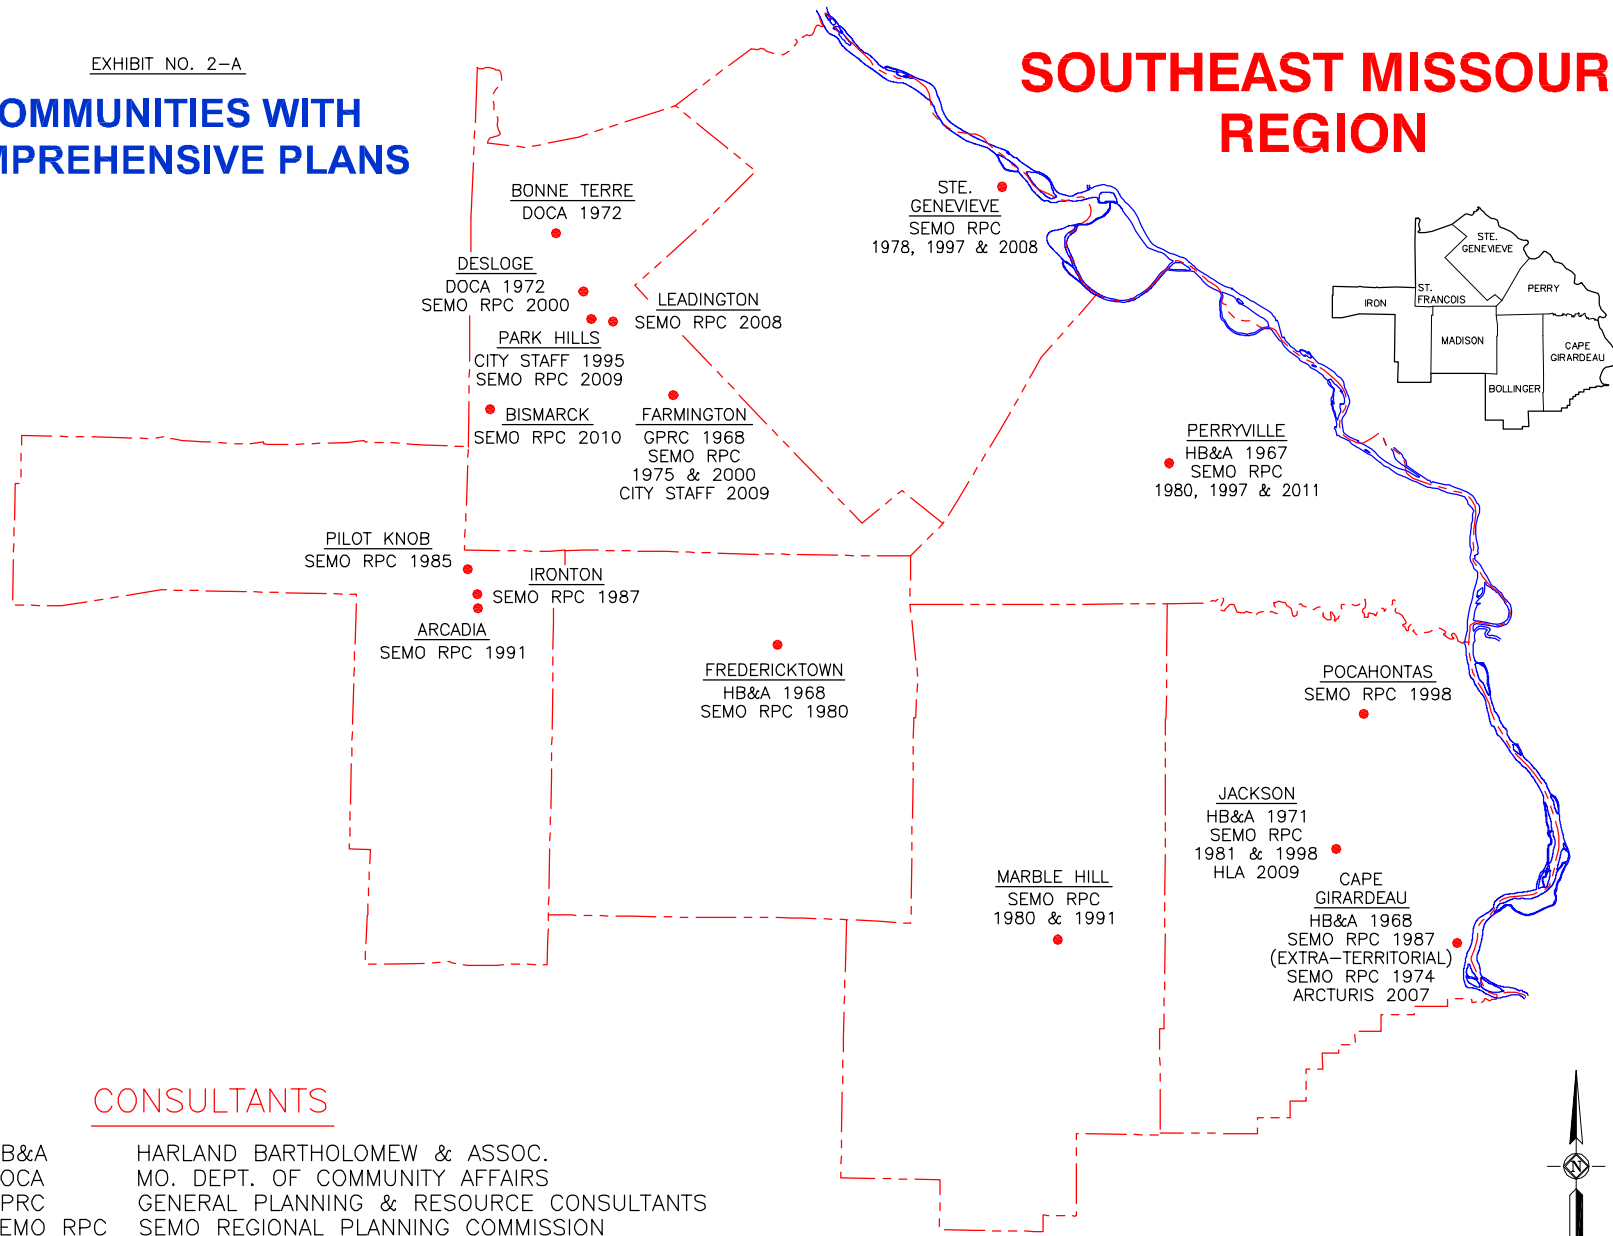 EXHIBIT NO. 2-A
OMMUNITIES WITH
MPREHENSIVE PLANS
SOUTHEAST MISSOUR
REGION
BONNE TERRE
DOCA 1972
DESLOGE
DOCA 1972
SEMO RPC 2000
LEADINGTON
SEMO RPC 2008
PARK HILLS
CITY STAFF 1995
SEMO RPC 2009
BISMARCK
SEMO RPC 2010
FARMINGTON
GPRC 1968
SEMO RPC
1975 & 2000
CITY STAFF 2009
STE.
GENEVIEVE
SEMO RPC
1978, 1997 & 2008
STE.
GENEVIEVE
ST.
FRANCOIS
PERRY
IRON
MADISON
CAPE
GIRARDEAU
BOLLINGER
PERRYVILLE
HB&A 1967
SEMO RPC
1980, 1997 & 2011
PILOT KNOB
SEMO RPC 1985
IRONTON
SEMO RPC 1987
ARCADIA
SEMO RPC 1991
FREDERICKTOWN
HB&A 1968
SEMO RPC 1980
POCAHONTAS
SEMO RPC 1998
JACKSON
HB&A 1971
SEMO RPC
1981 & 1998
HLA 2009
MARBLE HILL
SEMO RPC
1980 & 1991
CAPE
GIRARDEAU
HB&A 1968
SEMO RPC 1987
(EXTRA-TERRITORIAL)
SEMO RPC 1974
ARCTURIS 2007
CONSULTANTS
B&A HARLAND BARTHOLOMEW & ASSOC.
OCA MO. DEPT. OF COMMUNITY AFFAIRS
PRC GENERAL PLANNING & RESOURCE CONSULTANTS
EMO RPC SEMO REGIONAL PLANNING COMMISSION
N